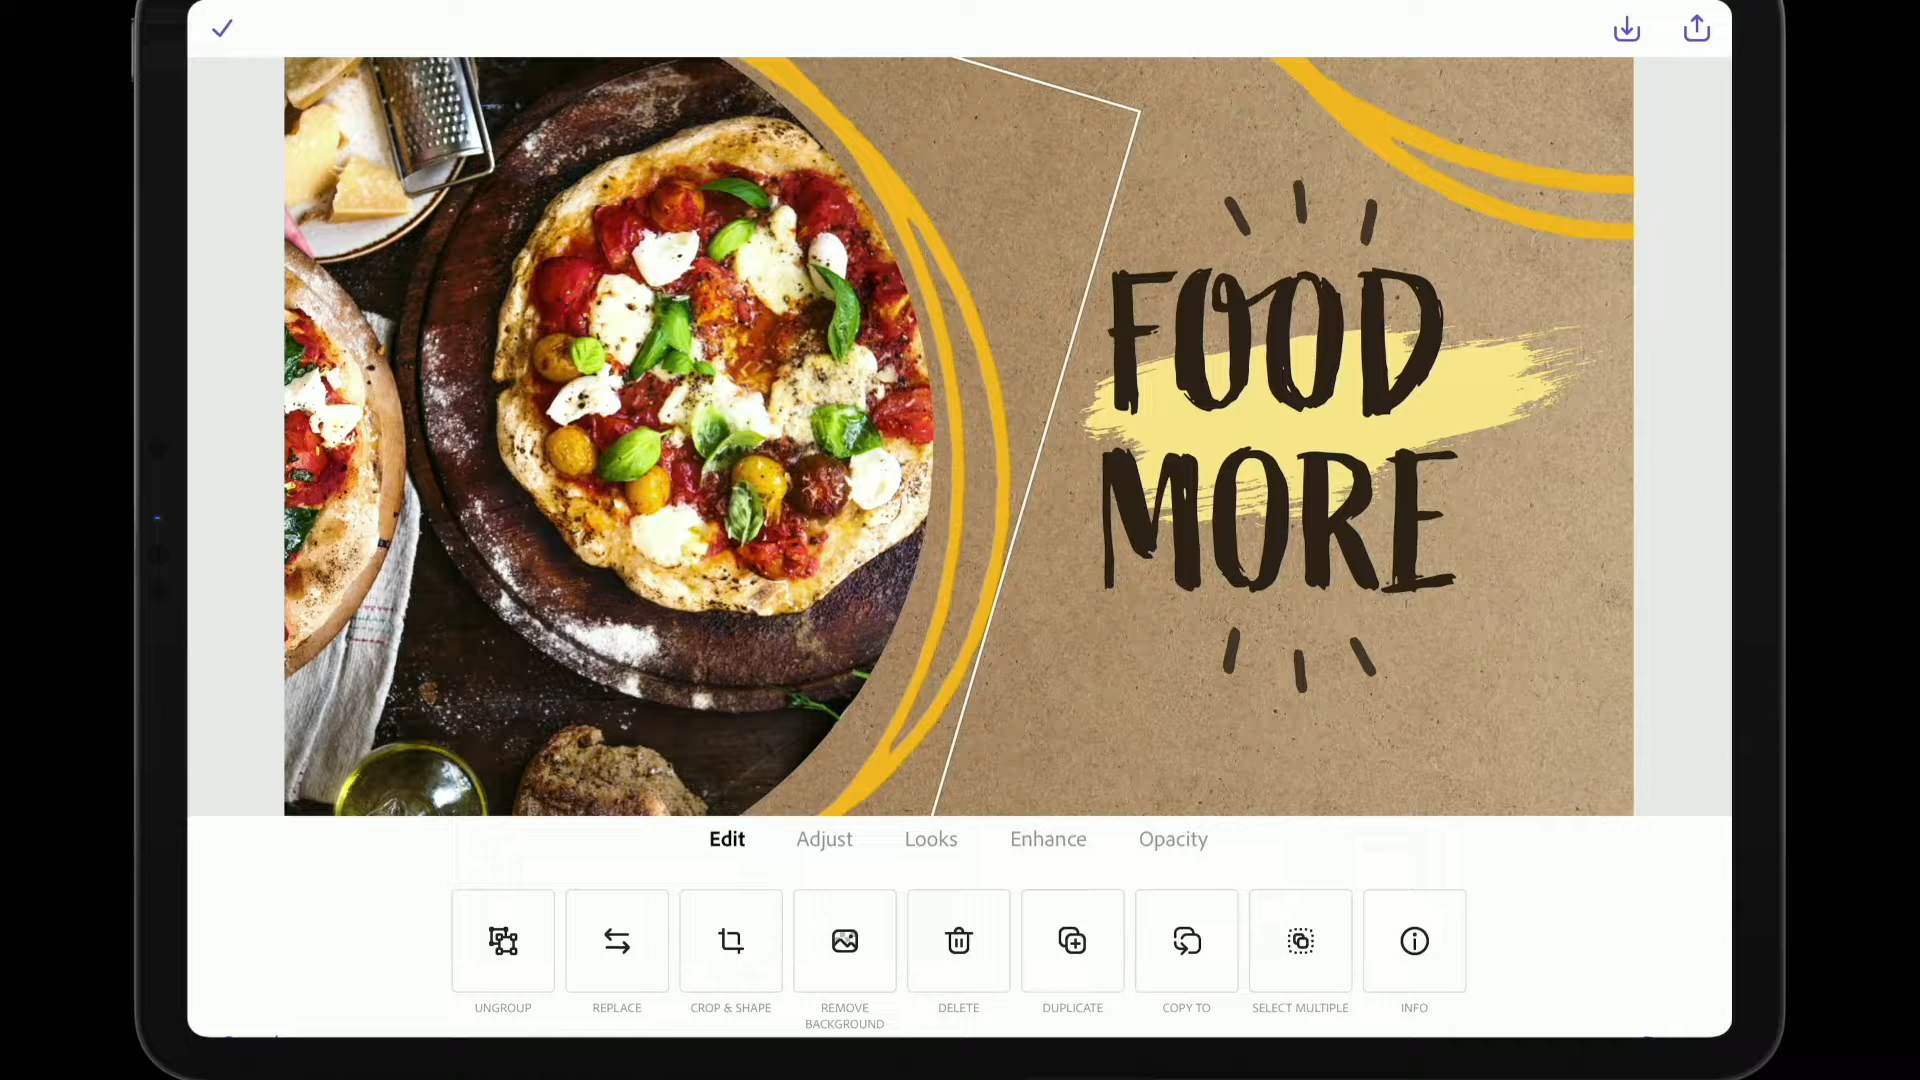 FOOD
MORE
Edit Adjust Looks Enhance Opacity
UNGROUP REPLACE CROP & SHAPE REMOVE BACKGROUND DELETE DUPLICATE COPY TO SELECT MULTIPLE INFO